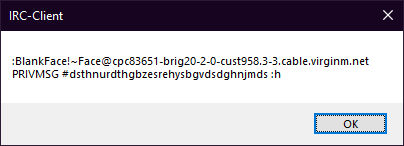 IRC-Client
:BlankFace!~Face@cpc83651-brig20-2-0-cust958.3-3.cable.virginm.net
PRIVMSG #dsthnurdthgbzesrehysbgvdsdghnjmds :h
OK